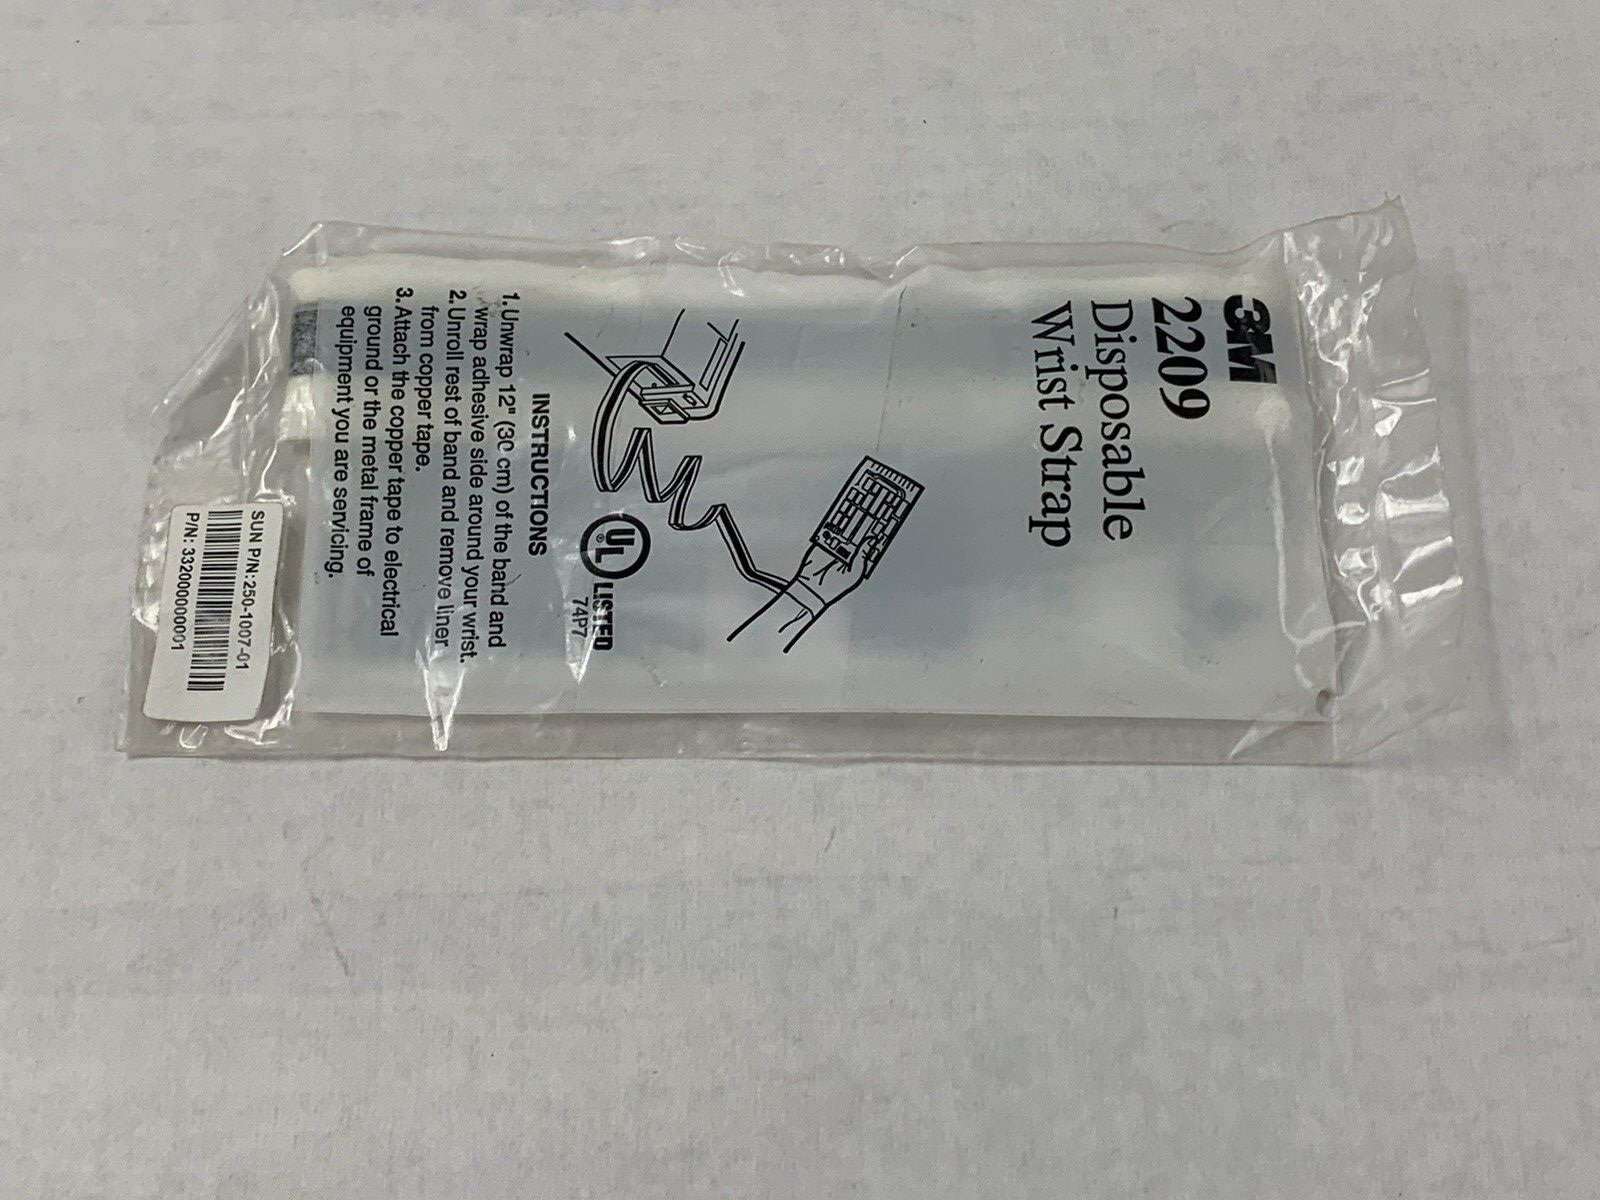 3M
2209
Disposable
Wrist Strap
UL
®
LISTED
74P7
INSTRUCTIONS
1. Unwrap 12" (30 cm) of the band and
wrap adhesive side around your wrist.
2. Unroll rest of band and remove liner
from copper tape.
3. Attach the copper tape to electrical
ground or the metal frame of
equipment you are servicing.
SUN P/N: 250-1007-01
P/N: 33200000001